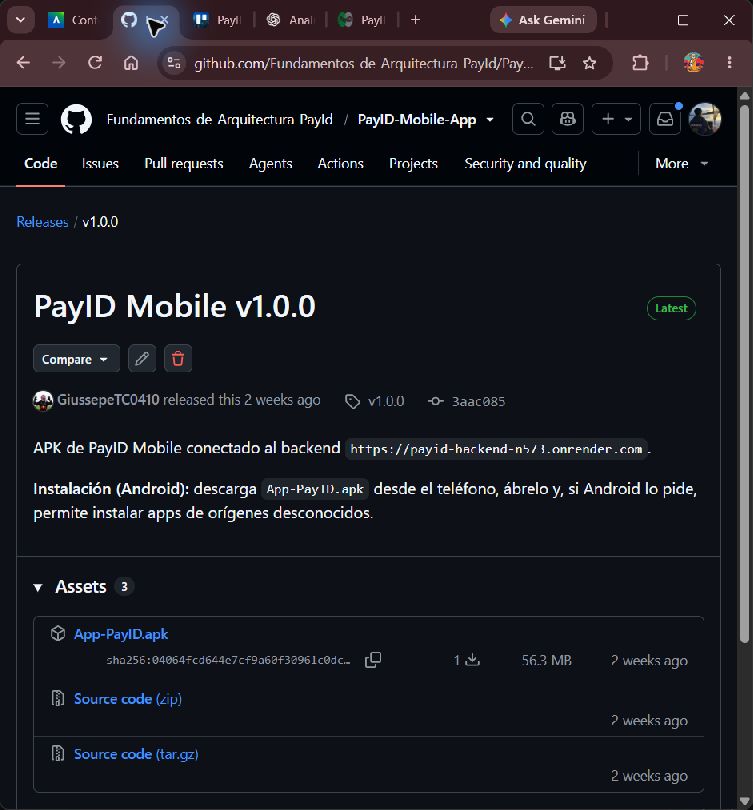 Cont
PayI
Anal
PayI
Ask Gemini
github.com/Fundamentos-de-Arquitectura-PayId/Pay...
Fundamentos-de-Arquitectura-PayId / PayID-Mobile-App
Code Issues Pull requests Agents Actions Projects Security and quality More
Releases / v1.0.0
PayID Mobile v1.0.0
Latest
Compare
GiussepeTC0410 released this 2 weeks ago v1.0.0 3aac085
APK de PayID Mobile conectado al backend https://payid-backend-n573.onrender.com.
Instalación (Android): descarga App-PayID.apk desde el teléfono, ábrelo y, si Android lo pide,
permite instalar apps de orígenes desconocidos.
Assets 3
App-PayID.apk
sha256:04064fcd644e7cf9a60f30961c0dc… 1 56.3 MB 2 weeks ago
Source code (zip)
2 weeks ago
Source code (tar.gz)
2 weeks ago